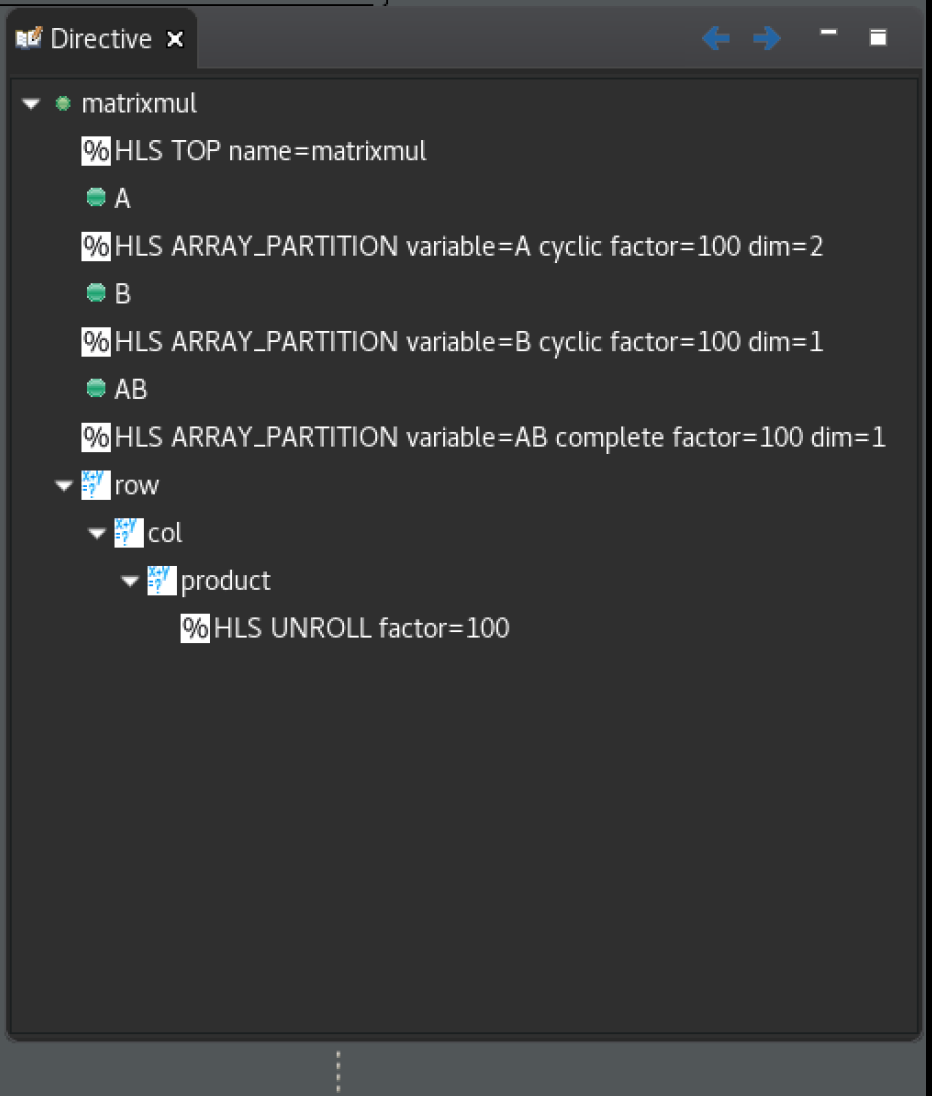 Directive
matrixmul
% HLS TOP name=matrixmul
A
% HLS ARRAY_PARTITION variable=A cyclic factor=100 dim=2
B
% HLS ARRAY_PARTITION variable=B cyclic factor=100 dim=1
AB
% HLS ARRAY_PARTITION variable=AB complete factor=100 dim=1
x+y=? row
x+y=? col
x+y=? product
% HLS UNROLL factor=100